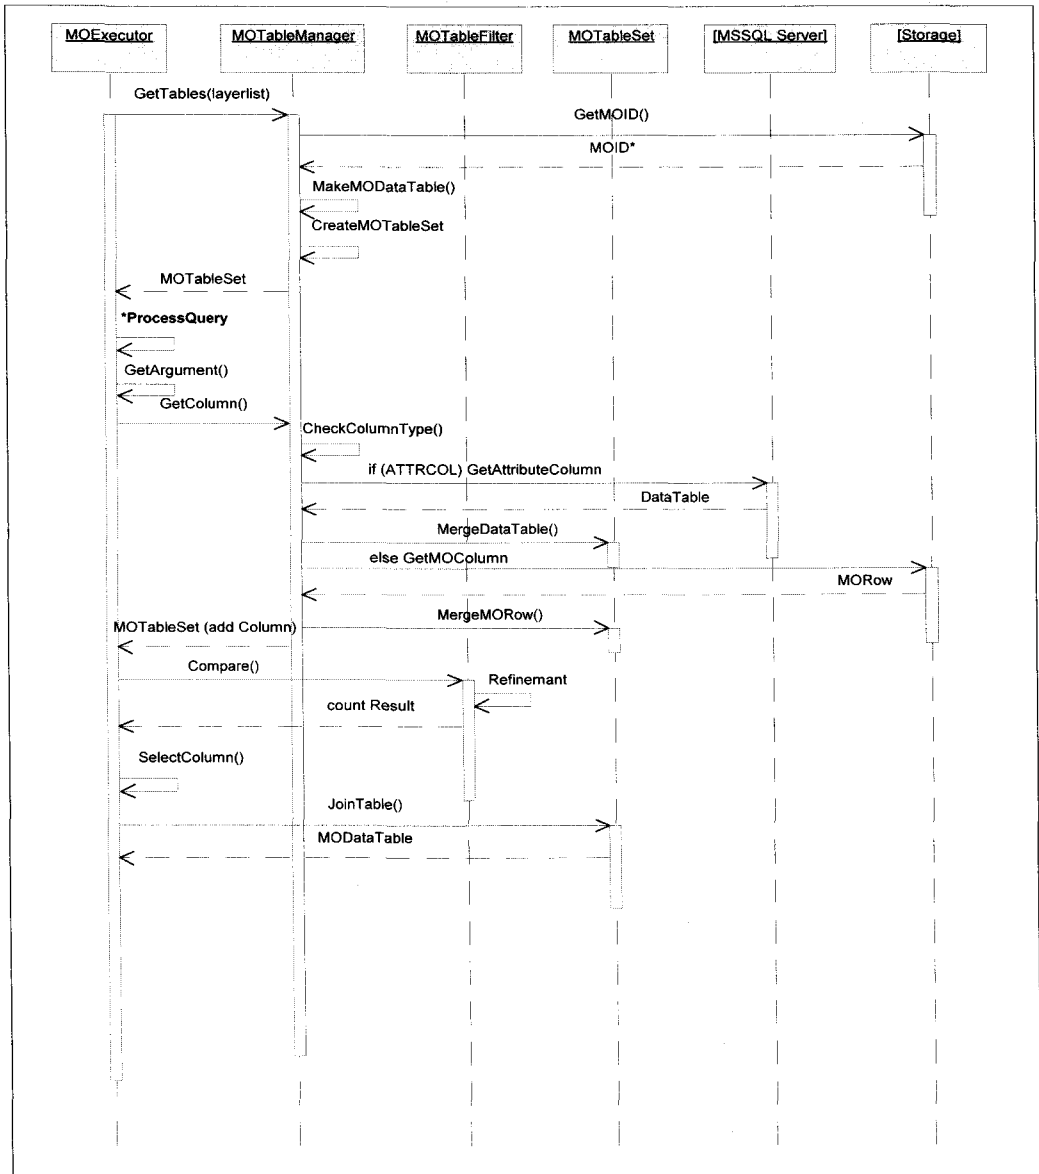 MOExecutor
MOTableManager
MOTableFilter
MOTableSet
[MSSQL Server]
[Storage]
GetTables(layerlist)
GetMOID()
MOID*
MakeMODataTable()
CreateMOTableSet
MOTableSet
*ProcessQuery
GetArgument()
GetColumn()
CheckColumnType()
if (ATTRCOL) GetAttributeColumn
DataTable
MergeDataTable()
else GetMOColumn
MORow
MergeMORow()
MOTableSet (add Column)
Compare()
Refinemant
count Result
SelectColumn()
JoinTable()
MODataTable